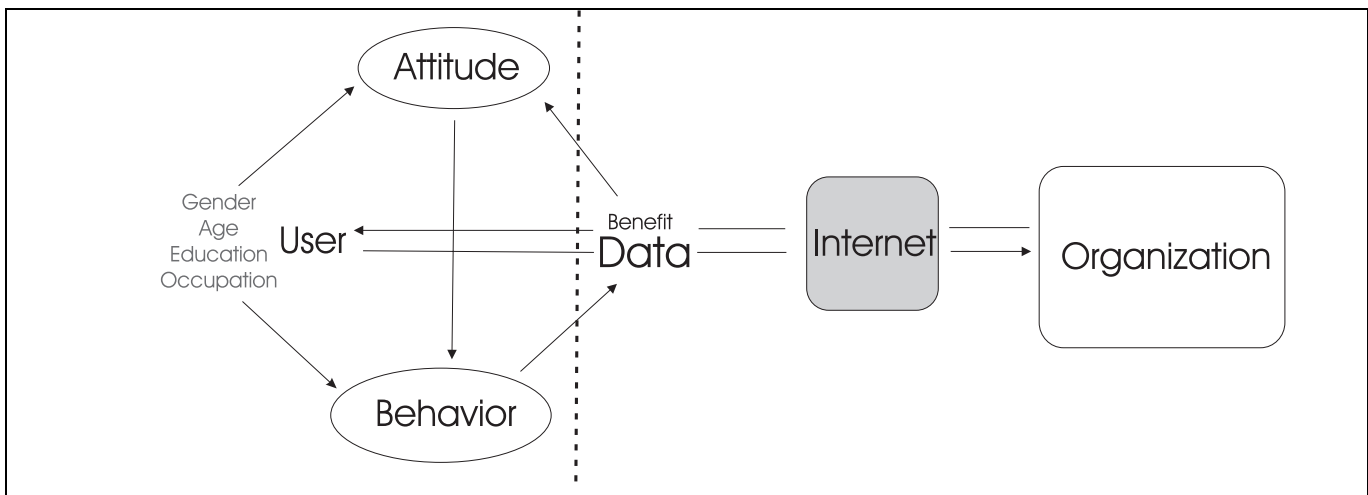 Attitude
Gender
Age
Education
Occupation
User
Benefit
Data
Internet
Organization
Behavior